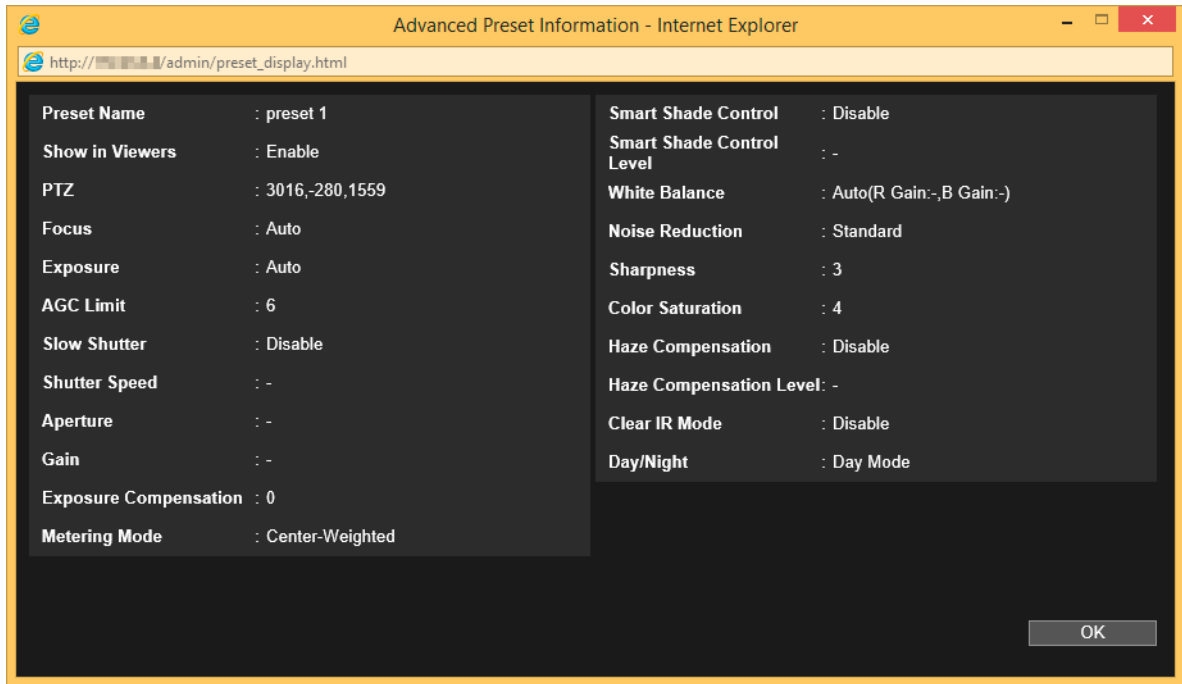 Advanced Preset Information - Internet Explorer
http:// /admin/preset_display.html
Preset Name : preset 1
Show in Viewers : Enable
PTZ : 3016,-280,1559
Focus : Auto
Exposure : Auto
AGC Limit : 6
Slow Shutter : Disable
Shutter Speed : -
Aperture : -
Gain : -
Exposure Compensation : 0
Metering Mode : Center-Weighted
Smart Shade Control : Disable
Smart Shade Control
Level : -
White Balance : Auto(R Gain:-,B Gain:-)
Noise Reduction : Standard
Sharpness : 3
Color Saturation : 4
Haze Compensation : Disable
Haze Compensation Level: -
Clear IR Mode : Disable
Day/Night : Day Mode
OK